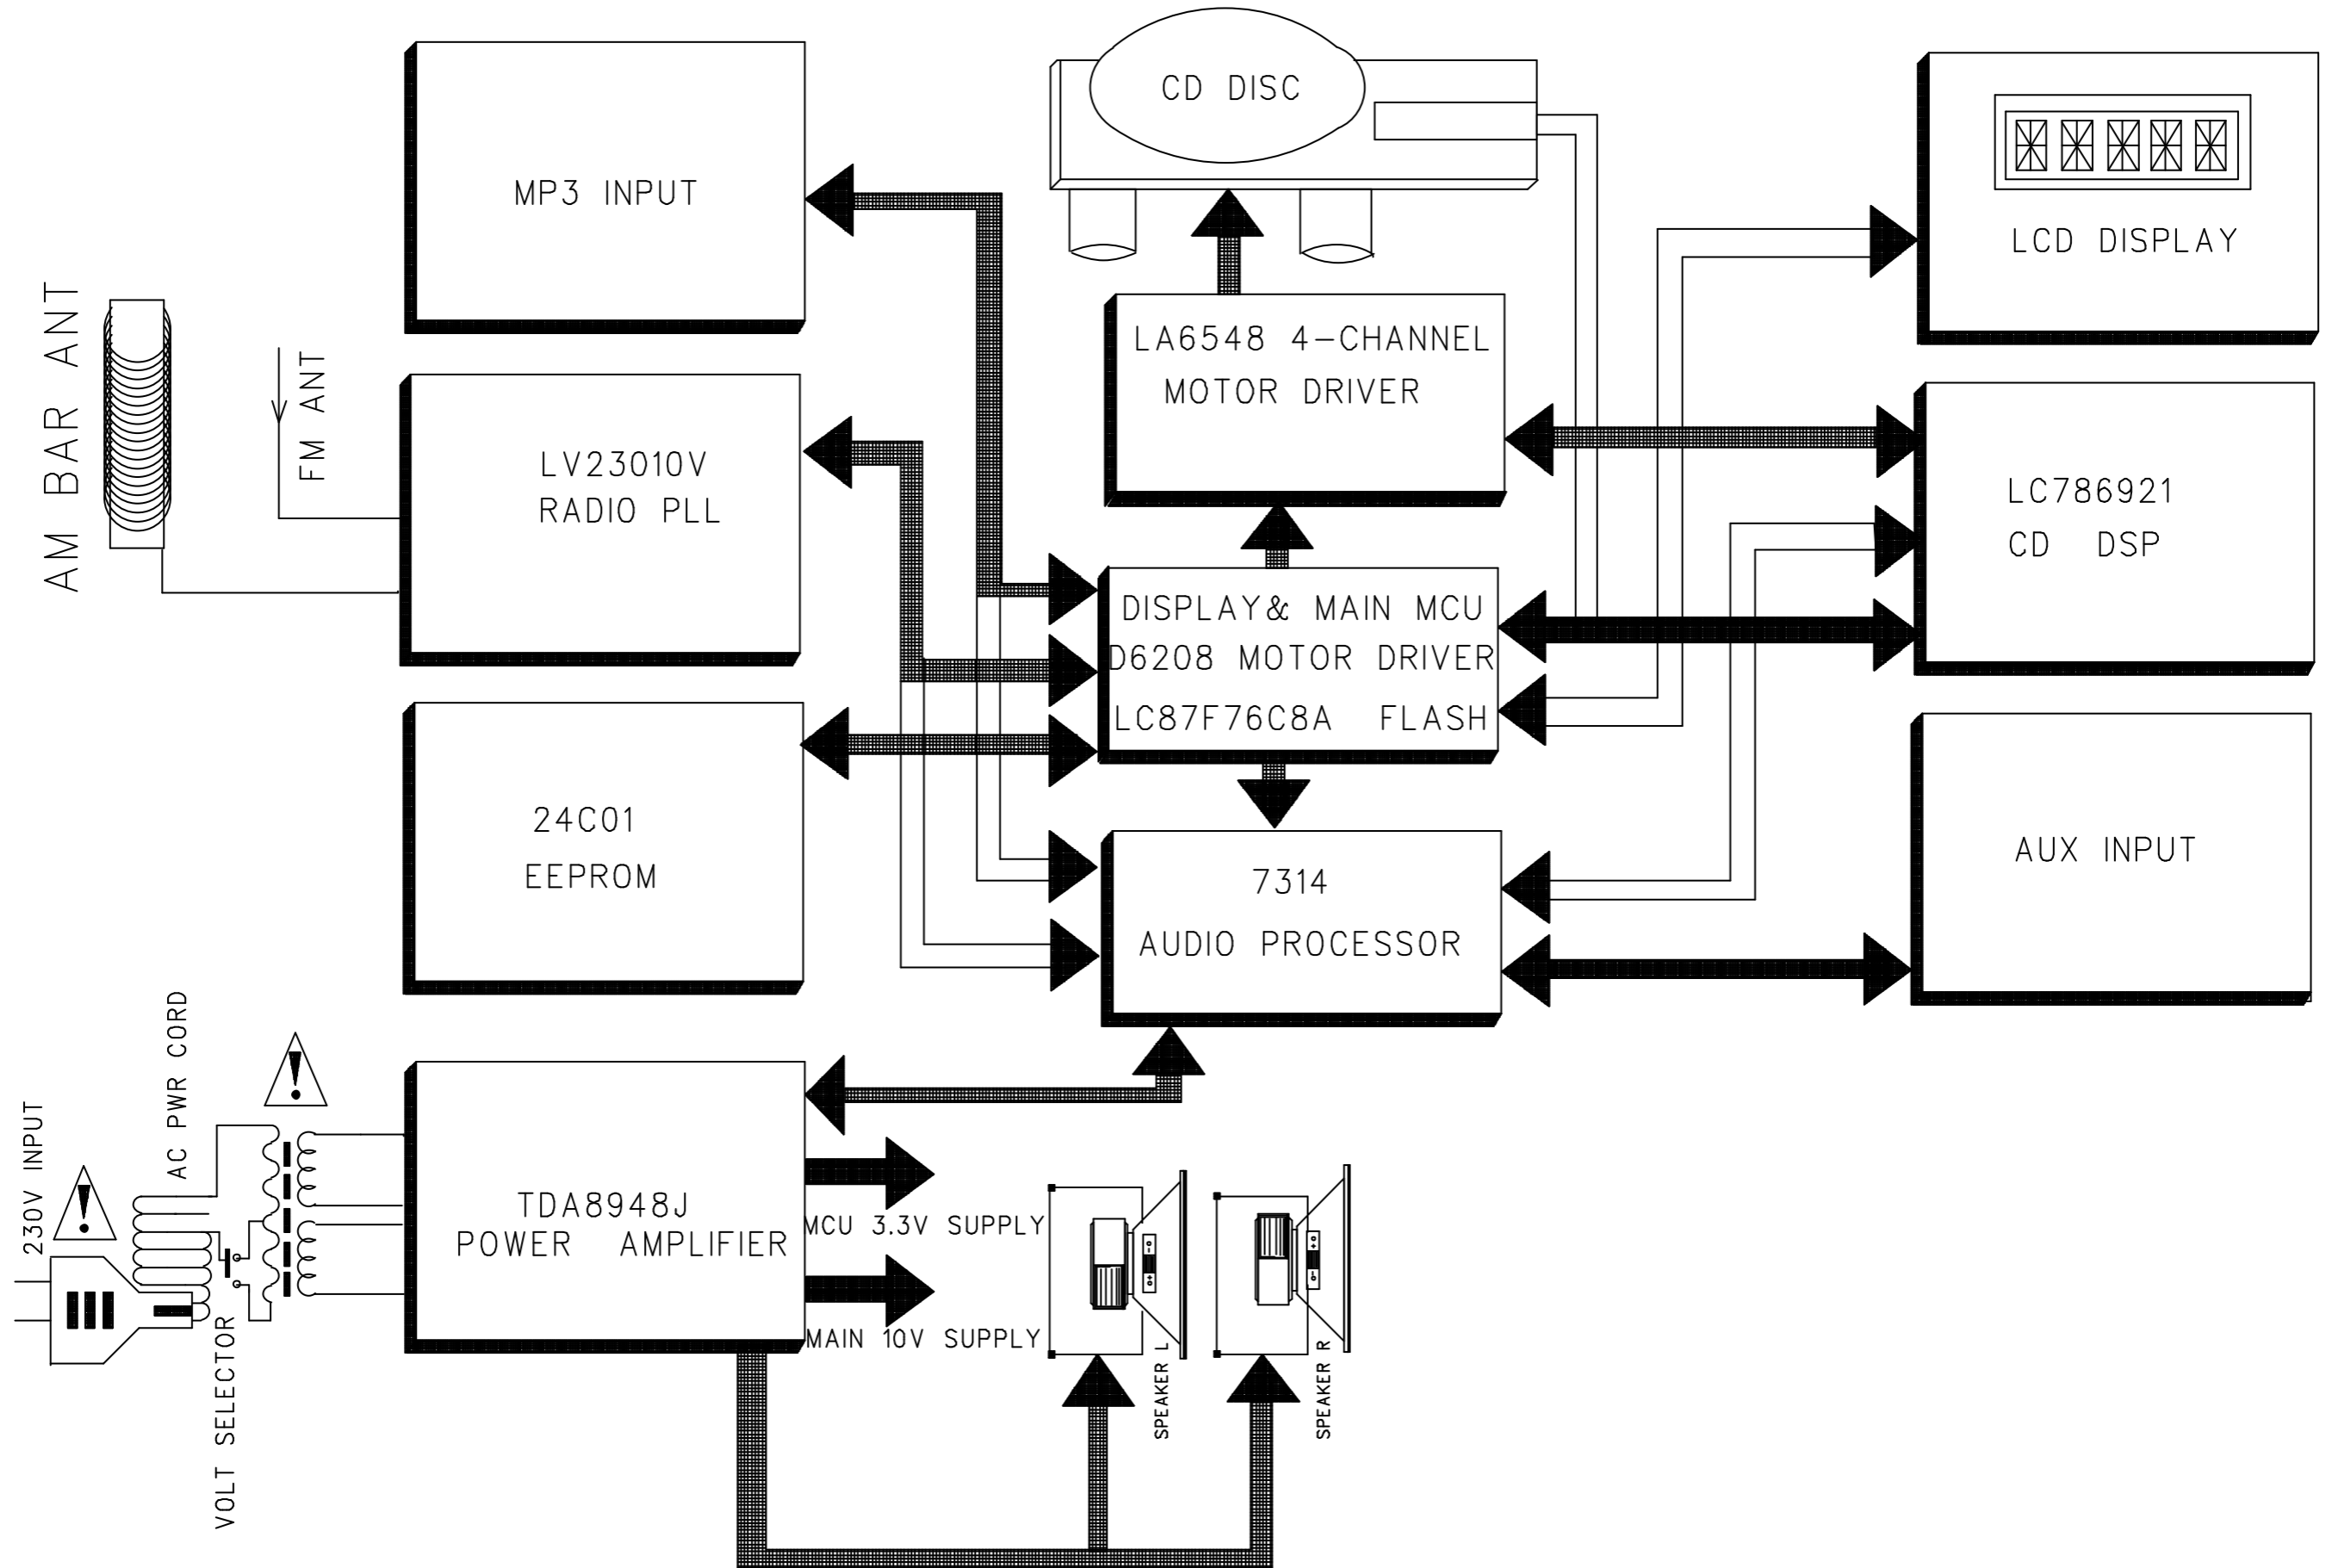 CD DISC
MP3 INPUT
LCD DISPLAY
AM BAR ANT
FM ANT
LA6548 4-CHANNEL
MOTOR DRIVER
LV23010V
RADIO PLL
LC786921
CD DSP
DISPLAY& MAIN MCU
D6208 MOTOR DRIVER
LC87F76C8A FLASH
24C01
EEPROM
7314
AUDIO PROCESSOR
AUX INPUT
AC PWR CORD
230V INPUT
VOLT SELECTOR
TDA8948J
POWER AMPLIFIER
MCU 3.3V SUPPLY
MAIN 10V SUPPLY
SPEAKER L
SPEAKER R